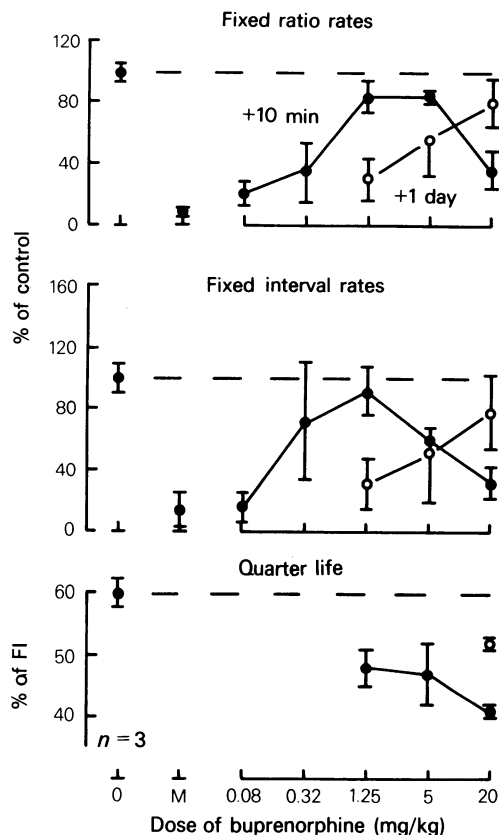 Fixed ratio rates
120
80
40
0
+10 min
+1 day
% of control
Fixed interval rates
160
120
80
40
0
Quarter life
60
50
40
% of FI
n = 3
0 M 0.08 0.32 1.25 5 20
Dose of buprenorphine (mg/kg)